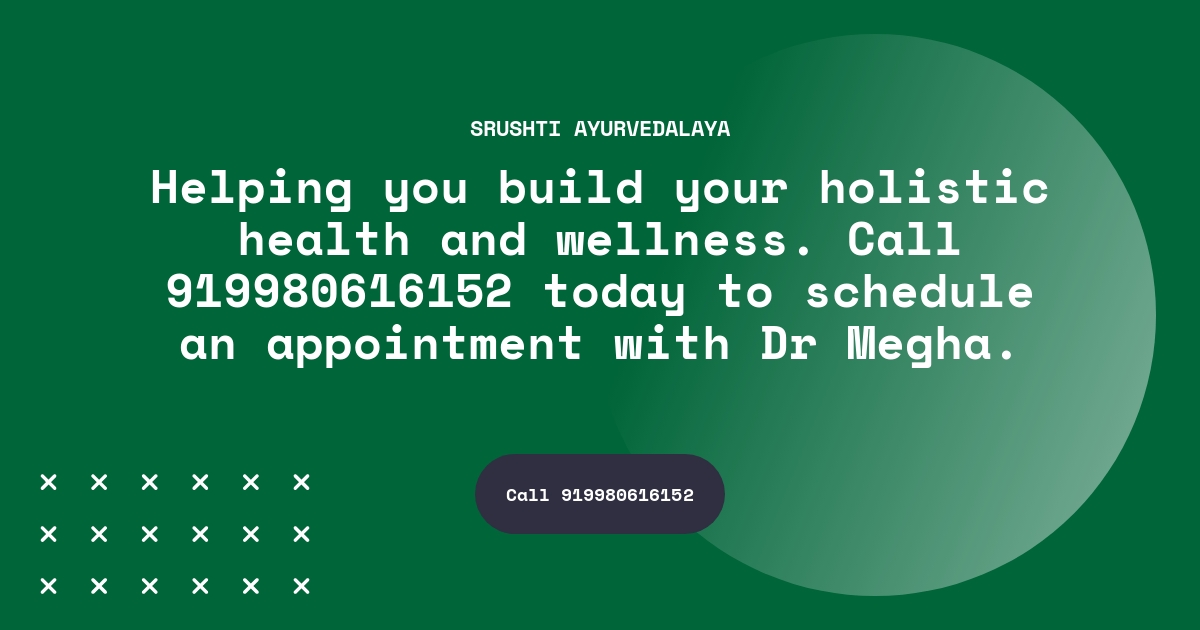 SRUSHTI AYURVEDALAYA
Helping you build your holistic
health and wellness. Call
919980616152 today to schedule
an appointment with Dr Megha.
Call 919980616152